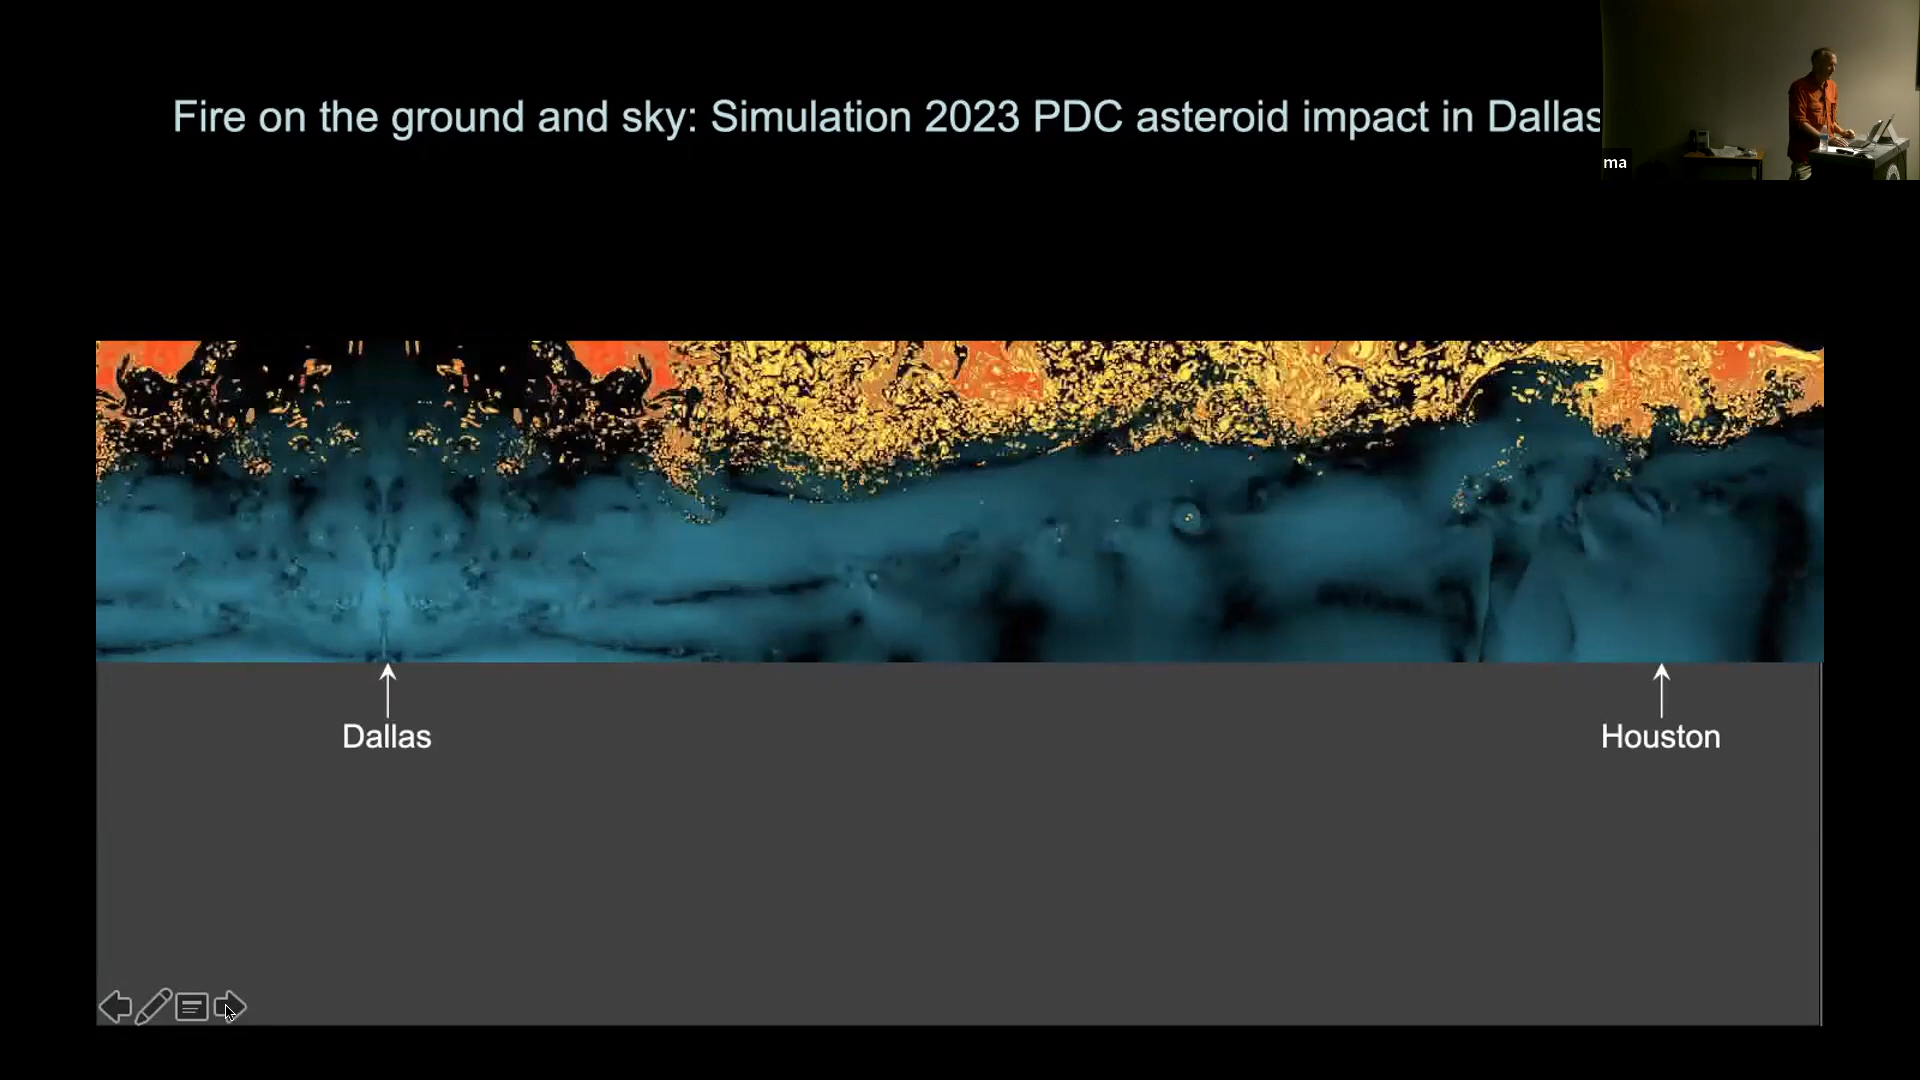 Fire on the ground and sky: Simulation 2023 PDC asteroid impact in Dallas
ma
Dallas
Houston